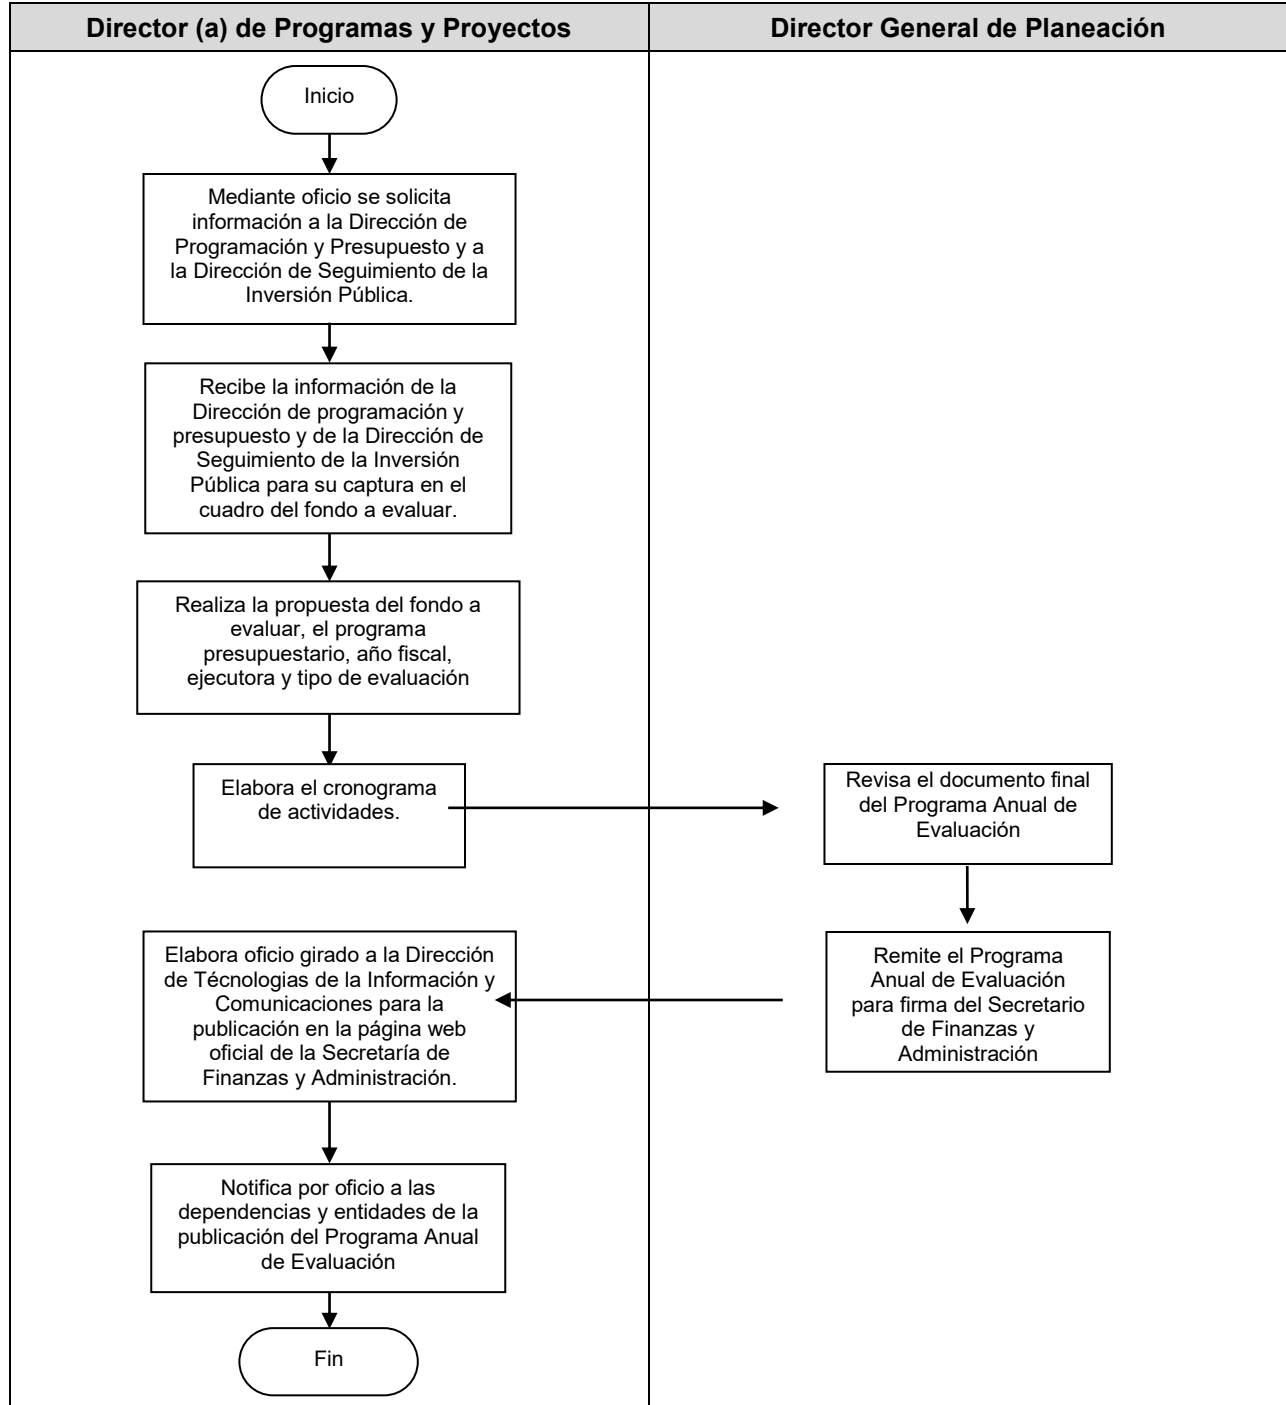 Director (a) de Programas y Proyectos
Director General de Planeación
Inicio
Mediante oficio se solicita
información a la Dirección de
Programación y Presupuesto y a
la Dirección de Seguimiento de la
Inversión Pública.
Recibe la información de la
Dirección de programación y
presupuesto y de la Dirección de
Seguimiento de la Inversión
Pública para su captura en el
cuadro del fondo a evaluar.
Realiza la propuesta del fondo a
evaluar, el programa
presupuestario, año fiscal,
ejecutora y tipo de evaluación
Elabora el cronograma
de actividades.
Revisa el documento final
del Programa Anual de
Evaluación
Remite el Programa
Anual de Evaluación
para firma del Secretario
de Finanzas y
Administración
Elabora oficio girado a la Dirección
de Técnologias de la Información y
Comunicaciones para la
publicación en la página web
oficial de la Secretaría de
Finanzas y Administración.
Notifica por oficio a las
dependencias y entidades de la
publicación del Programa Anual
de Evaluación
Fin